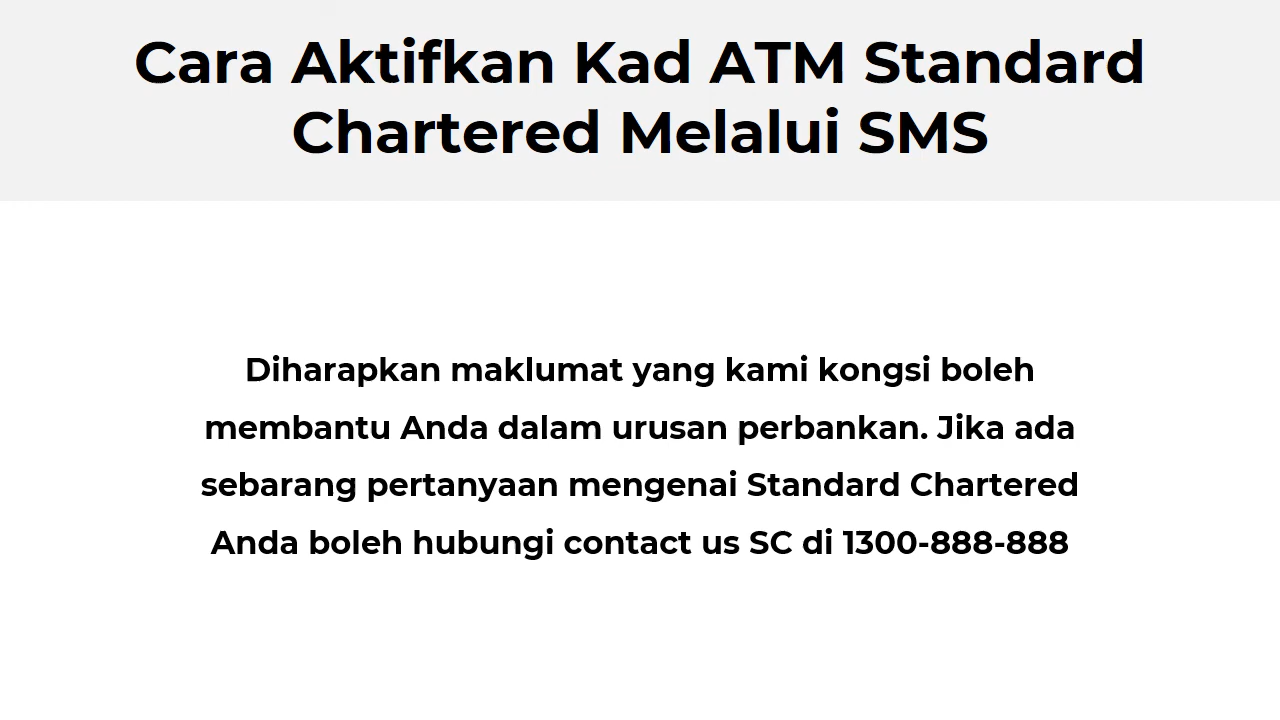 Cara Aktifkan Kad ATM Standard
Chartered Melalui SMS
Diharapkan maklumat yang kami kongsi boleh
membantu Anda dalam urusan perbankan. Jika ada
sebarang pertanyaan mengenai Standard Chartered
Anda boleh hubungi contact us SC di 1300-888-888